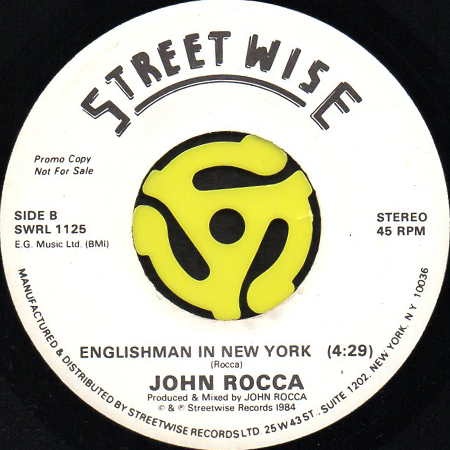 STREETWISE
Promo Copy
Not For Sale
SIDE B
SWRL 1125
E.G. Music Ltd. (BMI)
STEREO
45 RPM
ENGLISHMAN IN NEW YORK (4:29)
(Rocca)
JOHN ROCCA
Produced & Mixed by JOHN ROCCA
© & ℗ Streetwise Records 1984
MANUFACTURED & DISTRIBUTED BY STREETWISE RECORDS LTD. 25 W 43 ST., SUITE 1202, NEW YORK, N Y 10036